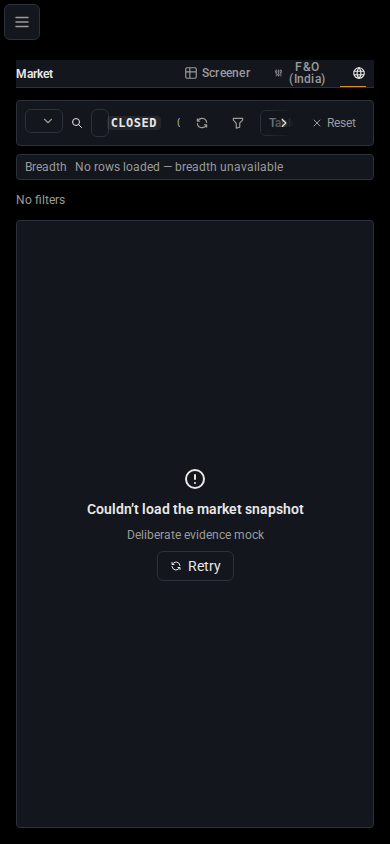 Market
Screener
F&O
(India)
CLOSED
Reset
Breadth No rows loaded — breadth unavailable
No filters
Couldn't load the market snapshot
Deliberate evidence mock
Retry